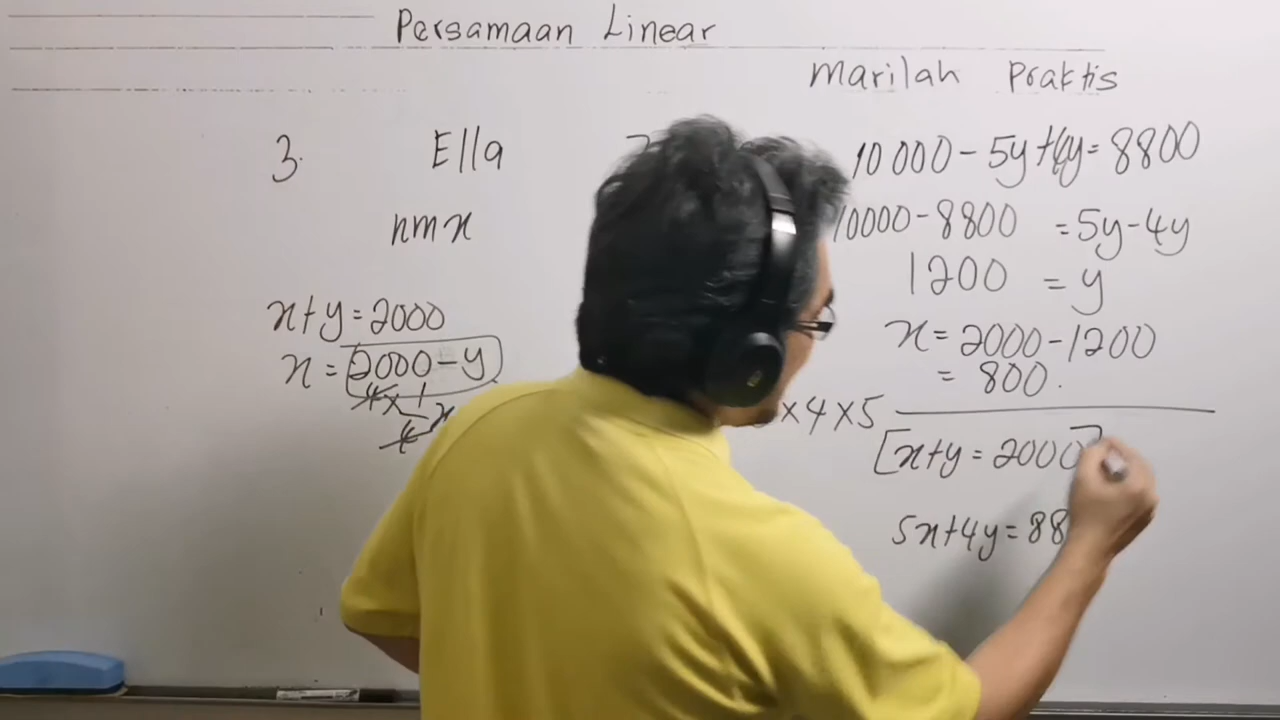 Persamaan Linear
Marilah Praktis
3. Ella
nmx
x+y=2000
x = 2000-y
10000-5y+4y=8800
10000-8800 =5y-4y
1200 = y
x=2000-1200
= 800.
×4×5
[x+y=2000]
5x+4y=88